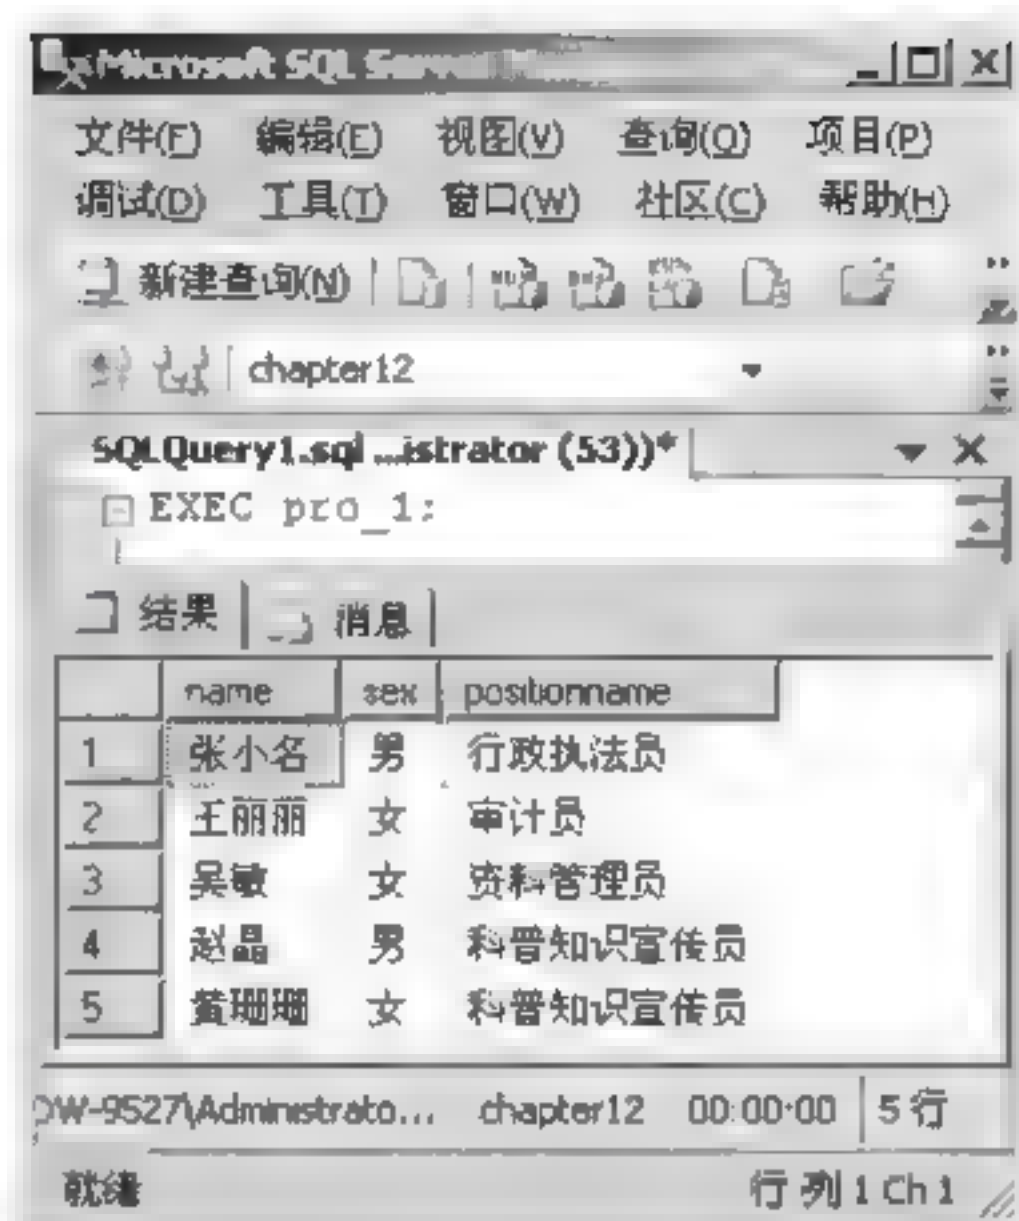 Microsoft SQL Server
文件(F) 编辑(E) 视图(V) 查询(Q) 项目(P)
调试(D) 工具(T) 窗口(W) 社区(C) 帮助(H)
新建查询(N)
chapter12
SQLQuery1.sql ...istrator (53))*
EXEC pro_1;
结果 消息
name sex positionname
1 张小名 男 行政执法员
2 王丽丽 女 审计员
3 吴敏 女 资料管理员
4 赵晶 男 科普知识宣传员
5 黄珊珊 女 科普知识宣传员
OW-9527\Administrato... chapter12 00:00:00 5 行
就绪 行 列 1 Ch 1